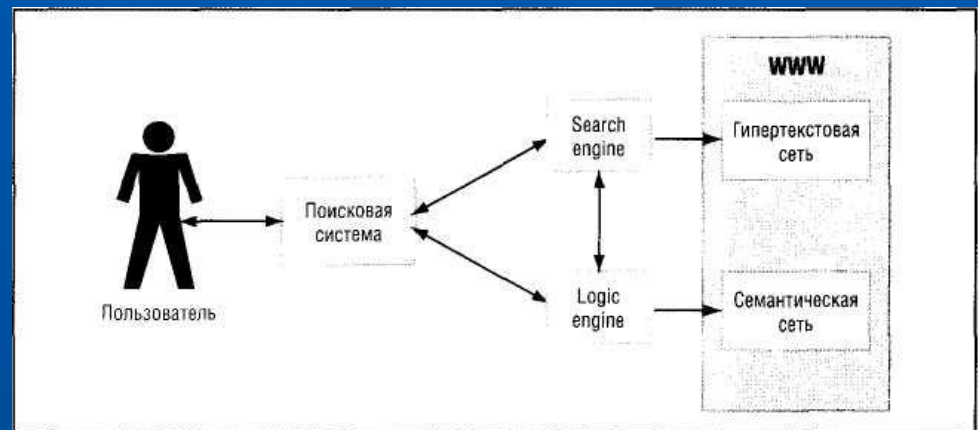 WWW
Search
engine
Гипертекстовая
сеть
Поисковая
система
Пользователь
Logic
engine
Семантическая
сеть